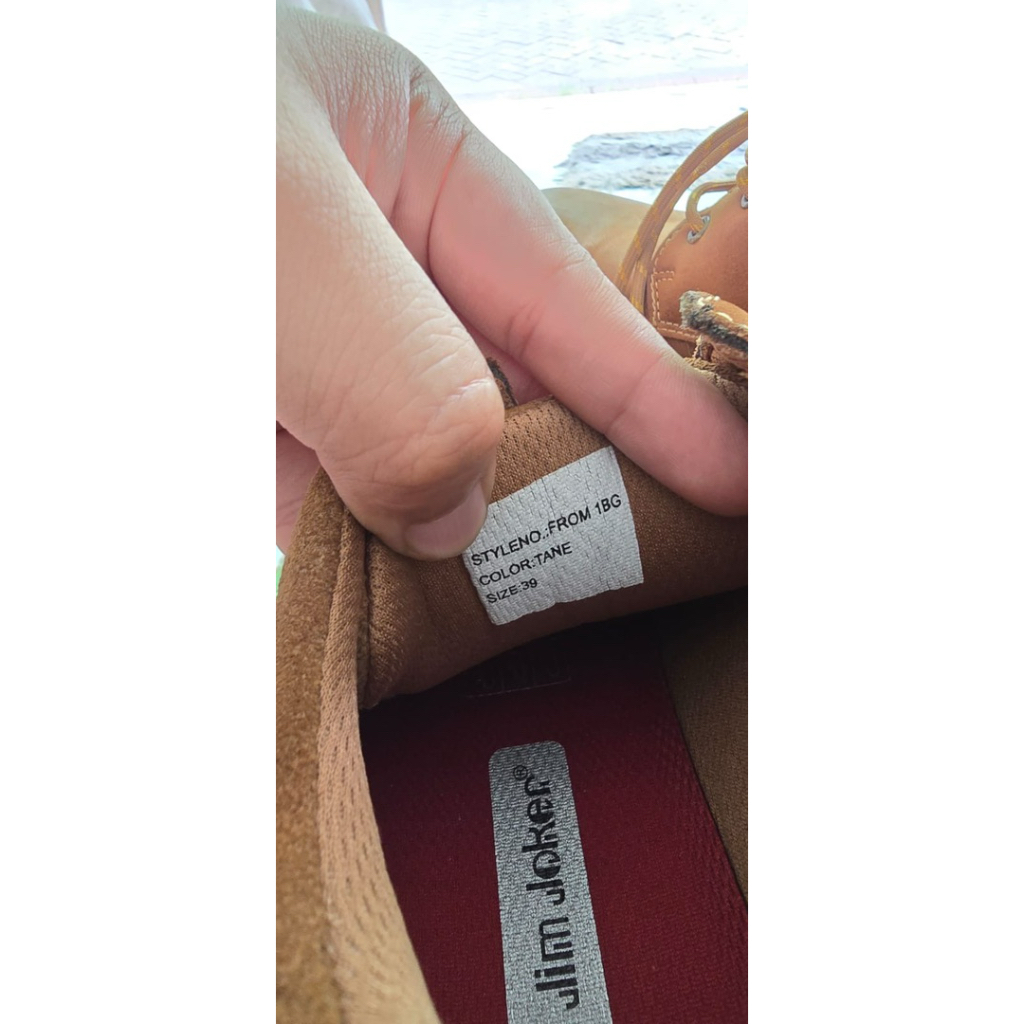 STYLENO.:FROM 1BG
COLOR:TANE
SIZE:39
Jim Joker®